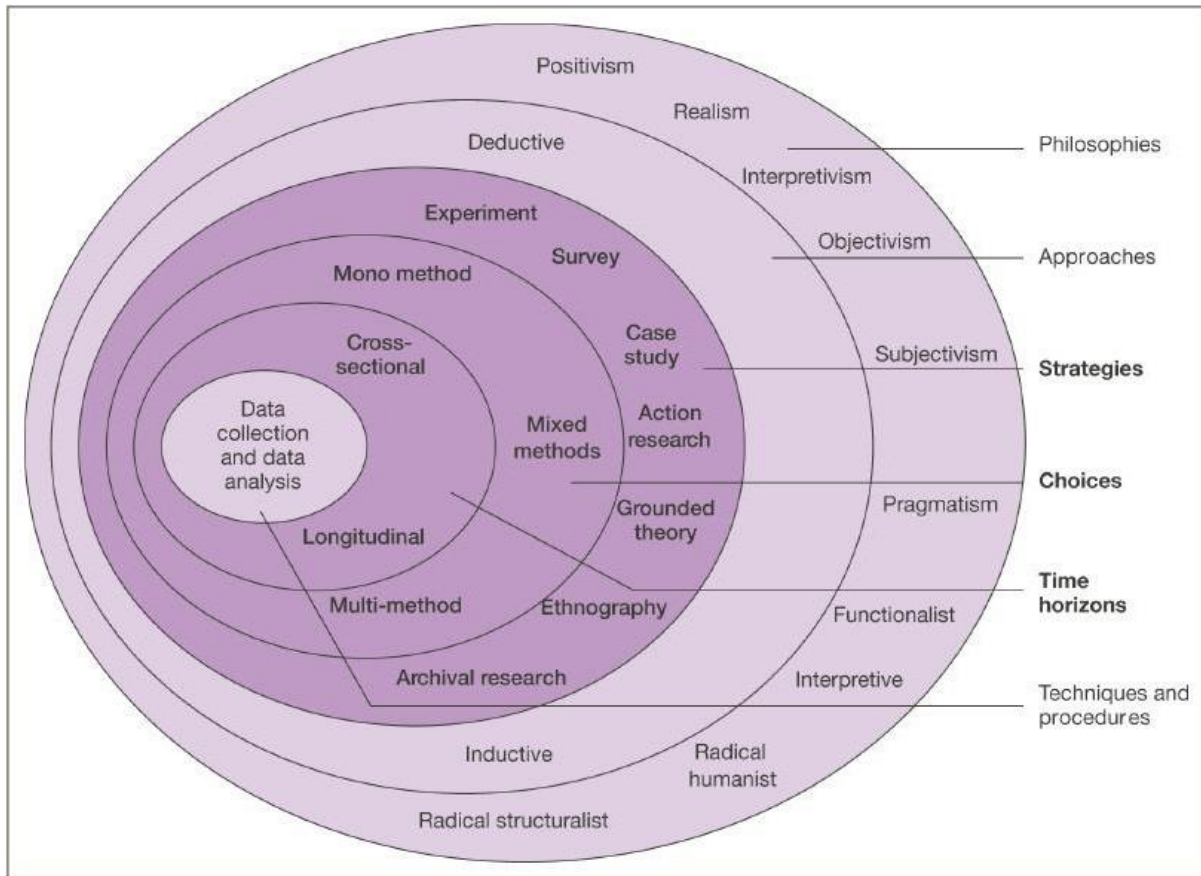 Positivism
Realism
Philosophies
Deductive
Interpretivism
Experiment
Objectivism
Survey
Approaches
Mono method
Cross-
sectional
Case
study
Subjectivism
Strategies
Data
collection
and data
analysis
Mixed
methods
Action
research
Choices
Pragmatism
Grounded
theory
Longitudinal
Time
horizons
Multi-method
Ethnography
Functionalist
Archival research
Interpretive
Techniques and
procedures
Inductive
Radical
humanist
Radical structuralist